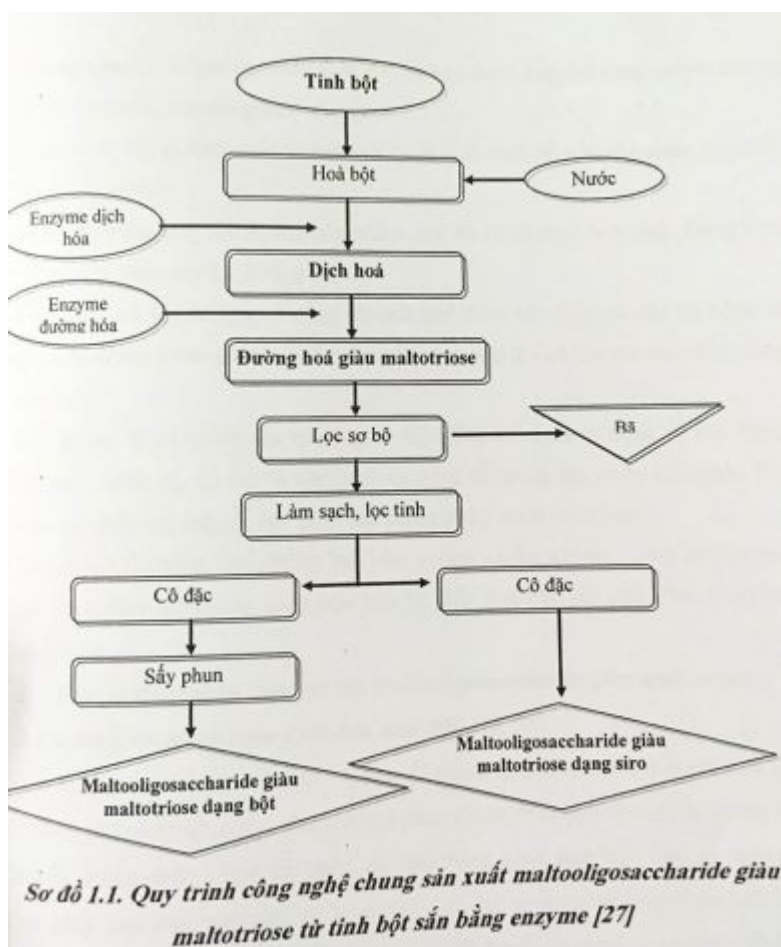 Tinh bột
Hoà bột
Nước
Enzyme dịch
hóa
Dịch hoá
Enzyme
đường hóa
Đường hoá giàu maltotriose
Lọc sơ bộ
Bã
Làm sạch, lọc tinh
Cô đặc
Cô đặc
Sấy phun
Maltooligosaccharide giàu
maltotriose dạng siro
Maltooligosaccharide giàu
maltotriose dạng bột
Sơ đồ 1.1. Quy trình công nghệ chung sản xuất maltooligosaccharide giàu
maltotriose từ tinh bột sắn bằng enzyme [27]